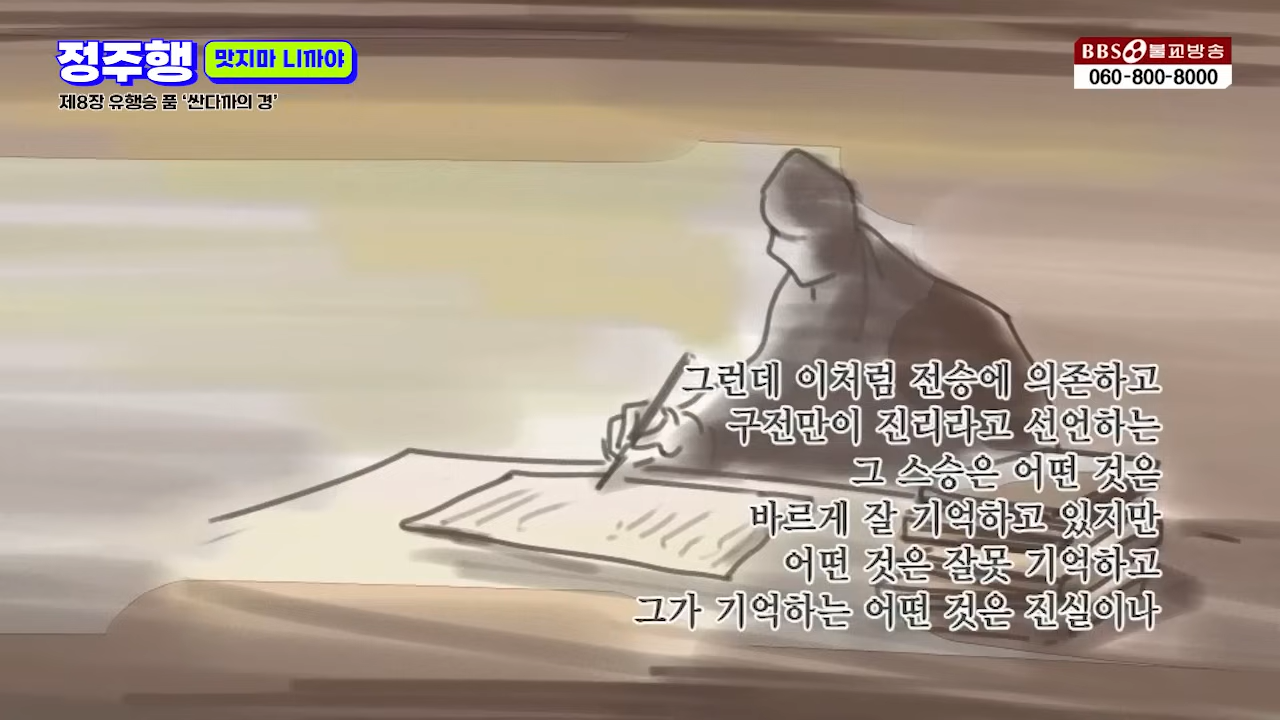 정주행 맛지마 니까야
제8장 유행승 품 '싼다까의 경'
BBS 불교방송
060-800-8000
그런데 이처럼 전승에 의존하고
구전만이 진리라고 선언하는
그 스승은 어떤 것은
바르게 잘 기억하고 있지만
어떤 것은 잘못 기억하고
그가 기억하는 어떤 것은 진실이나